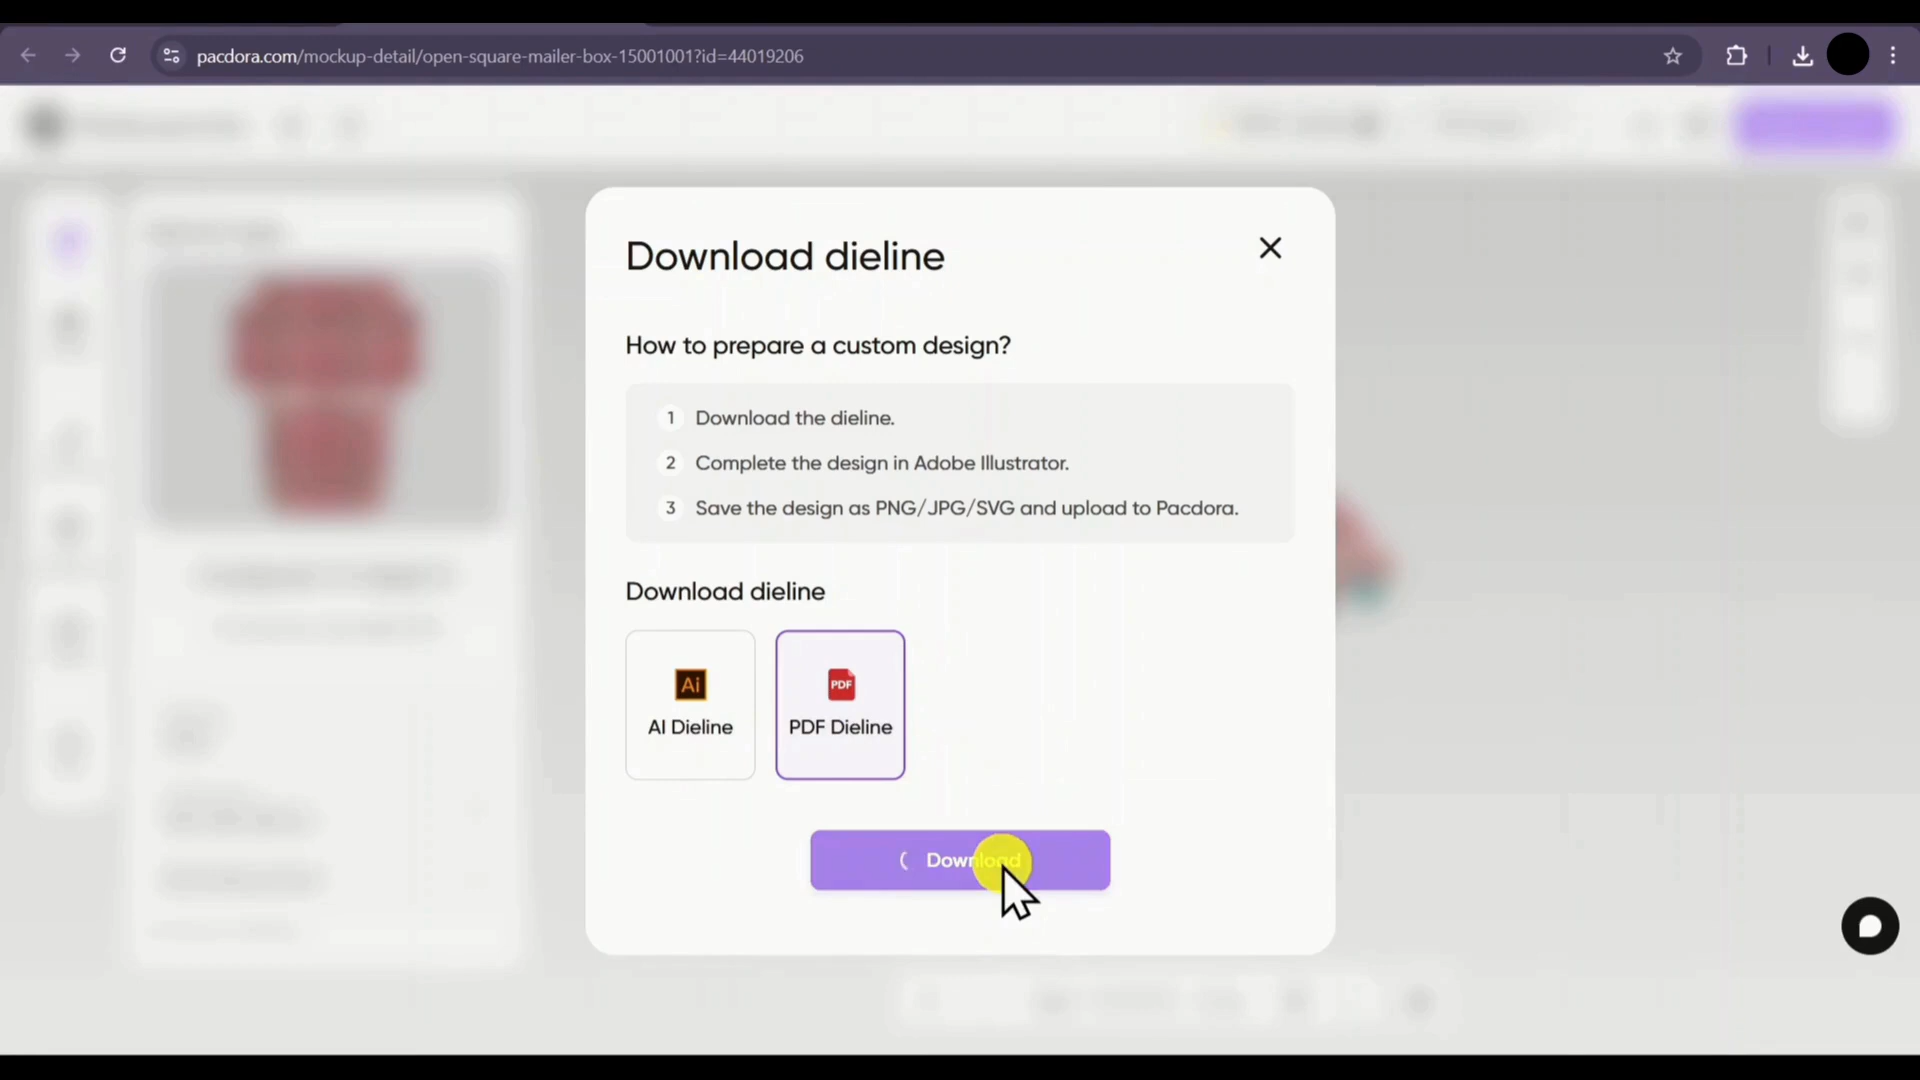 pacdora.com/mockup-detail/open-square-mailer-box-15001001?id=44019206
Download dieline
How to prepare a custom design?
1 Download the dieline.
2 Complete the design in Adobe Illustrator.
3 Save the design as PNG/JPG/SVG and upload to Pacdora.
Download dieline
Ai
PDF
AI Dieline
PDF Dieline
Download